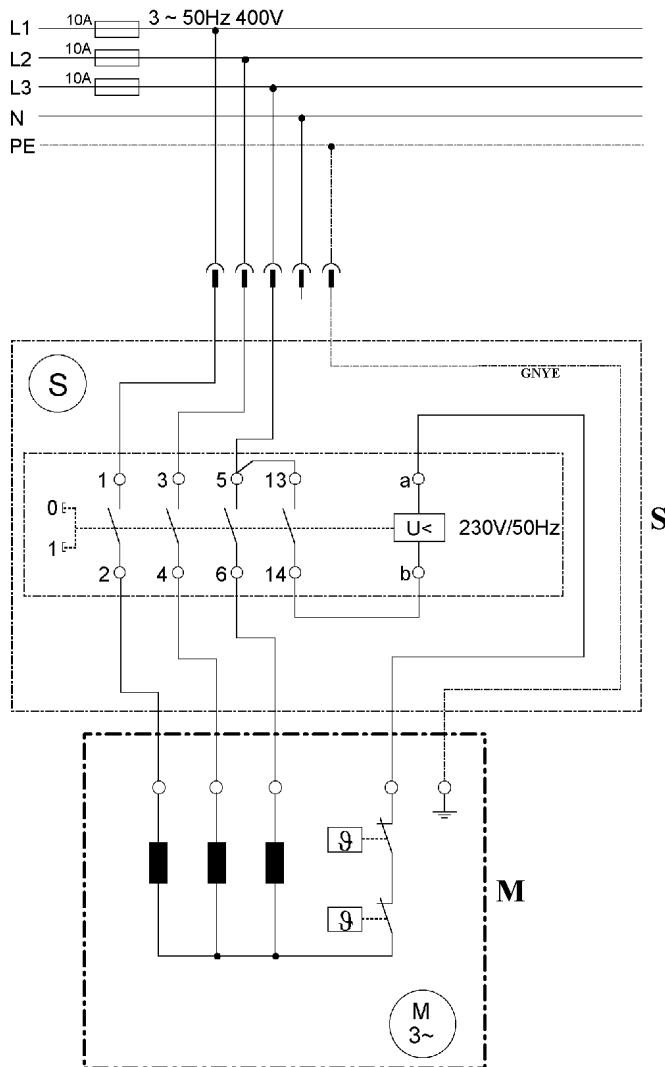 L1 10A 3 ~ 50Hz 400V
L2 10A
L3 10A
N
PE
S
GNYE
1 3 5 13 a
0
U< 230V/50Hz
S
1
2 4 6 14 b
ϑ
M
ϑ
M
3~